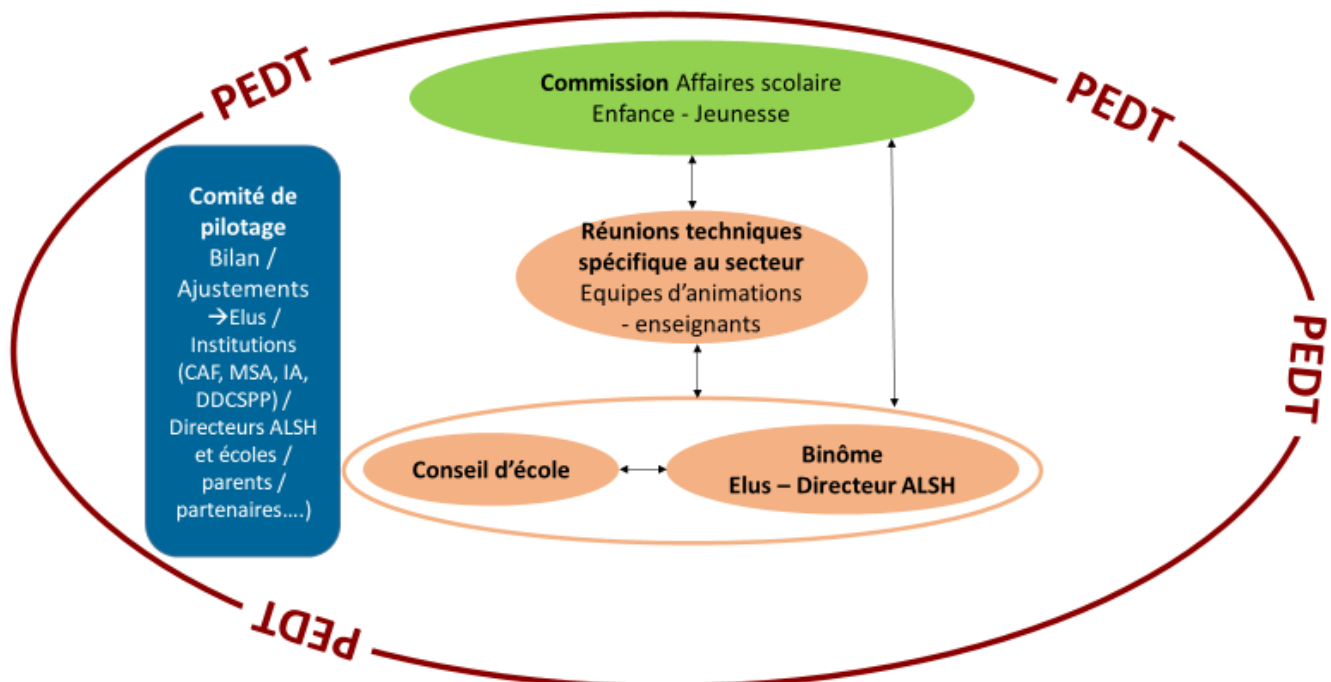 PEDT
PEDT
Commission Affaires scolaire
Enfance - Jeunesse
Comité de
pilotage
Bilan /
Ajustements
→Elus /
Institutions
(CAF, MSA, IA,
DDCSPP) /
Directeurs ALSH
et écoles /
parents /
partenaires....)
Réunions techniques
spécifique au secteur
Equipes d'animations
- enseignants
PEDT
Conseil d'école
Binôme
Elus – Directeur ALSH
PEDT